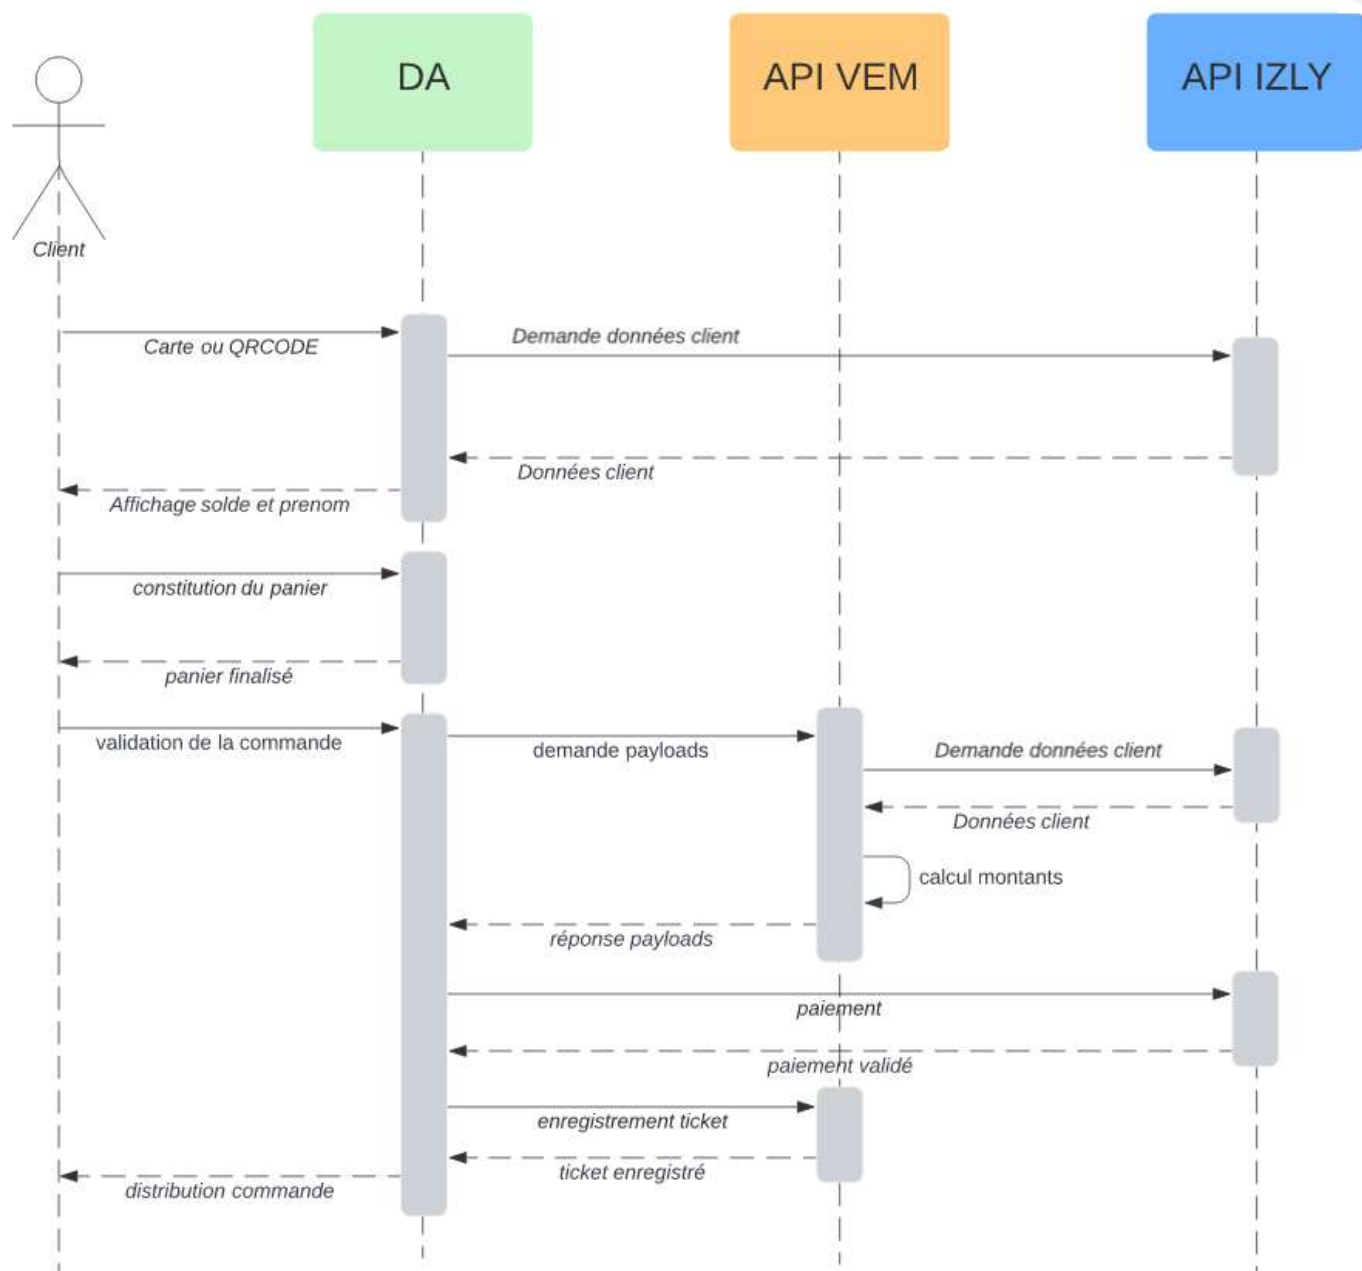 DA
API VEM
API IZLY
Client
Carte ou QRCODE
Demande données client
Données client
Affichage solde et prenom
constitution du panier
panier finalisé
validation de la commande
demande payloads
Demande données client
Données client
calcul montants
réponse payloads
paiement
paiement validé
enregistrement ticket
ticket enregistré
distribution commande